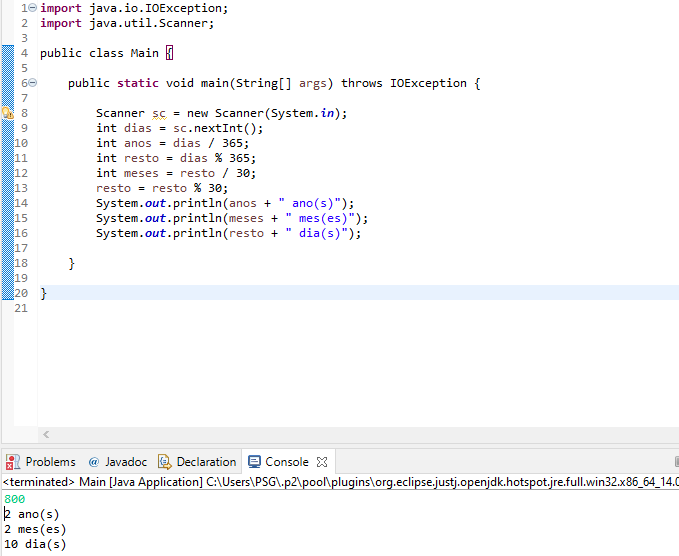 1 import java.io.IOException;
2 import java.util.Scanner;
3
4 public class Main {
5
6 public static void main(String[] args) throws IOException {
7
8 Scanner sc = new Scanner(System.in);
9 int dias = sc.nextInt();
10 int anos = dias / 365;
11 int resto = dias % 365;
12 int meses = resto / 30;
13 resto = resto % 30;
14 System.out.println(anos + " ano(s)");
15 System.out.println(meses + " mes(es)");
16 System.out.println(resto + " dia(s)");
17
18 }
19
20 }
21
Problems @ Javadoc Declaration Console
<terminated> Main [Java Application] C:\Users\PSG\.p2\pool\plugins\org.eclipse.justj.openjdk.hotspot.jre.full.win32.x86_64_14.0
800
2 ano(s)
2 mes(es)
10 dia(s)